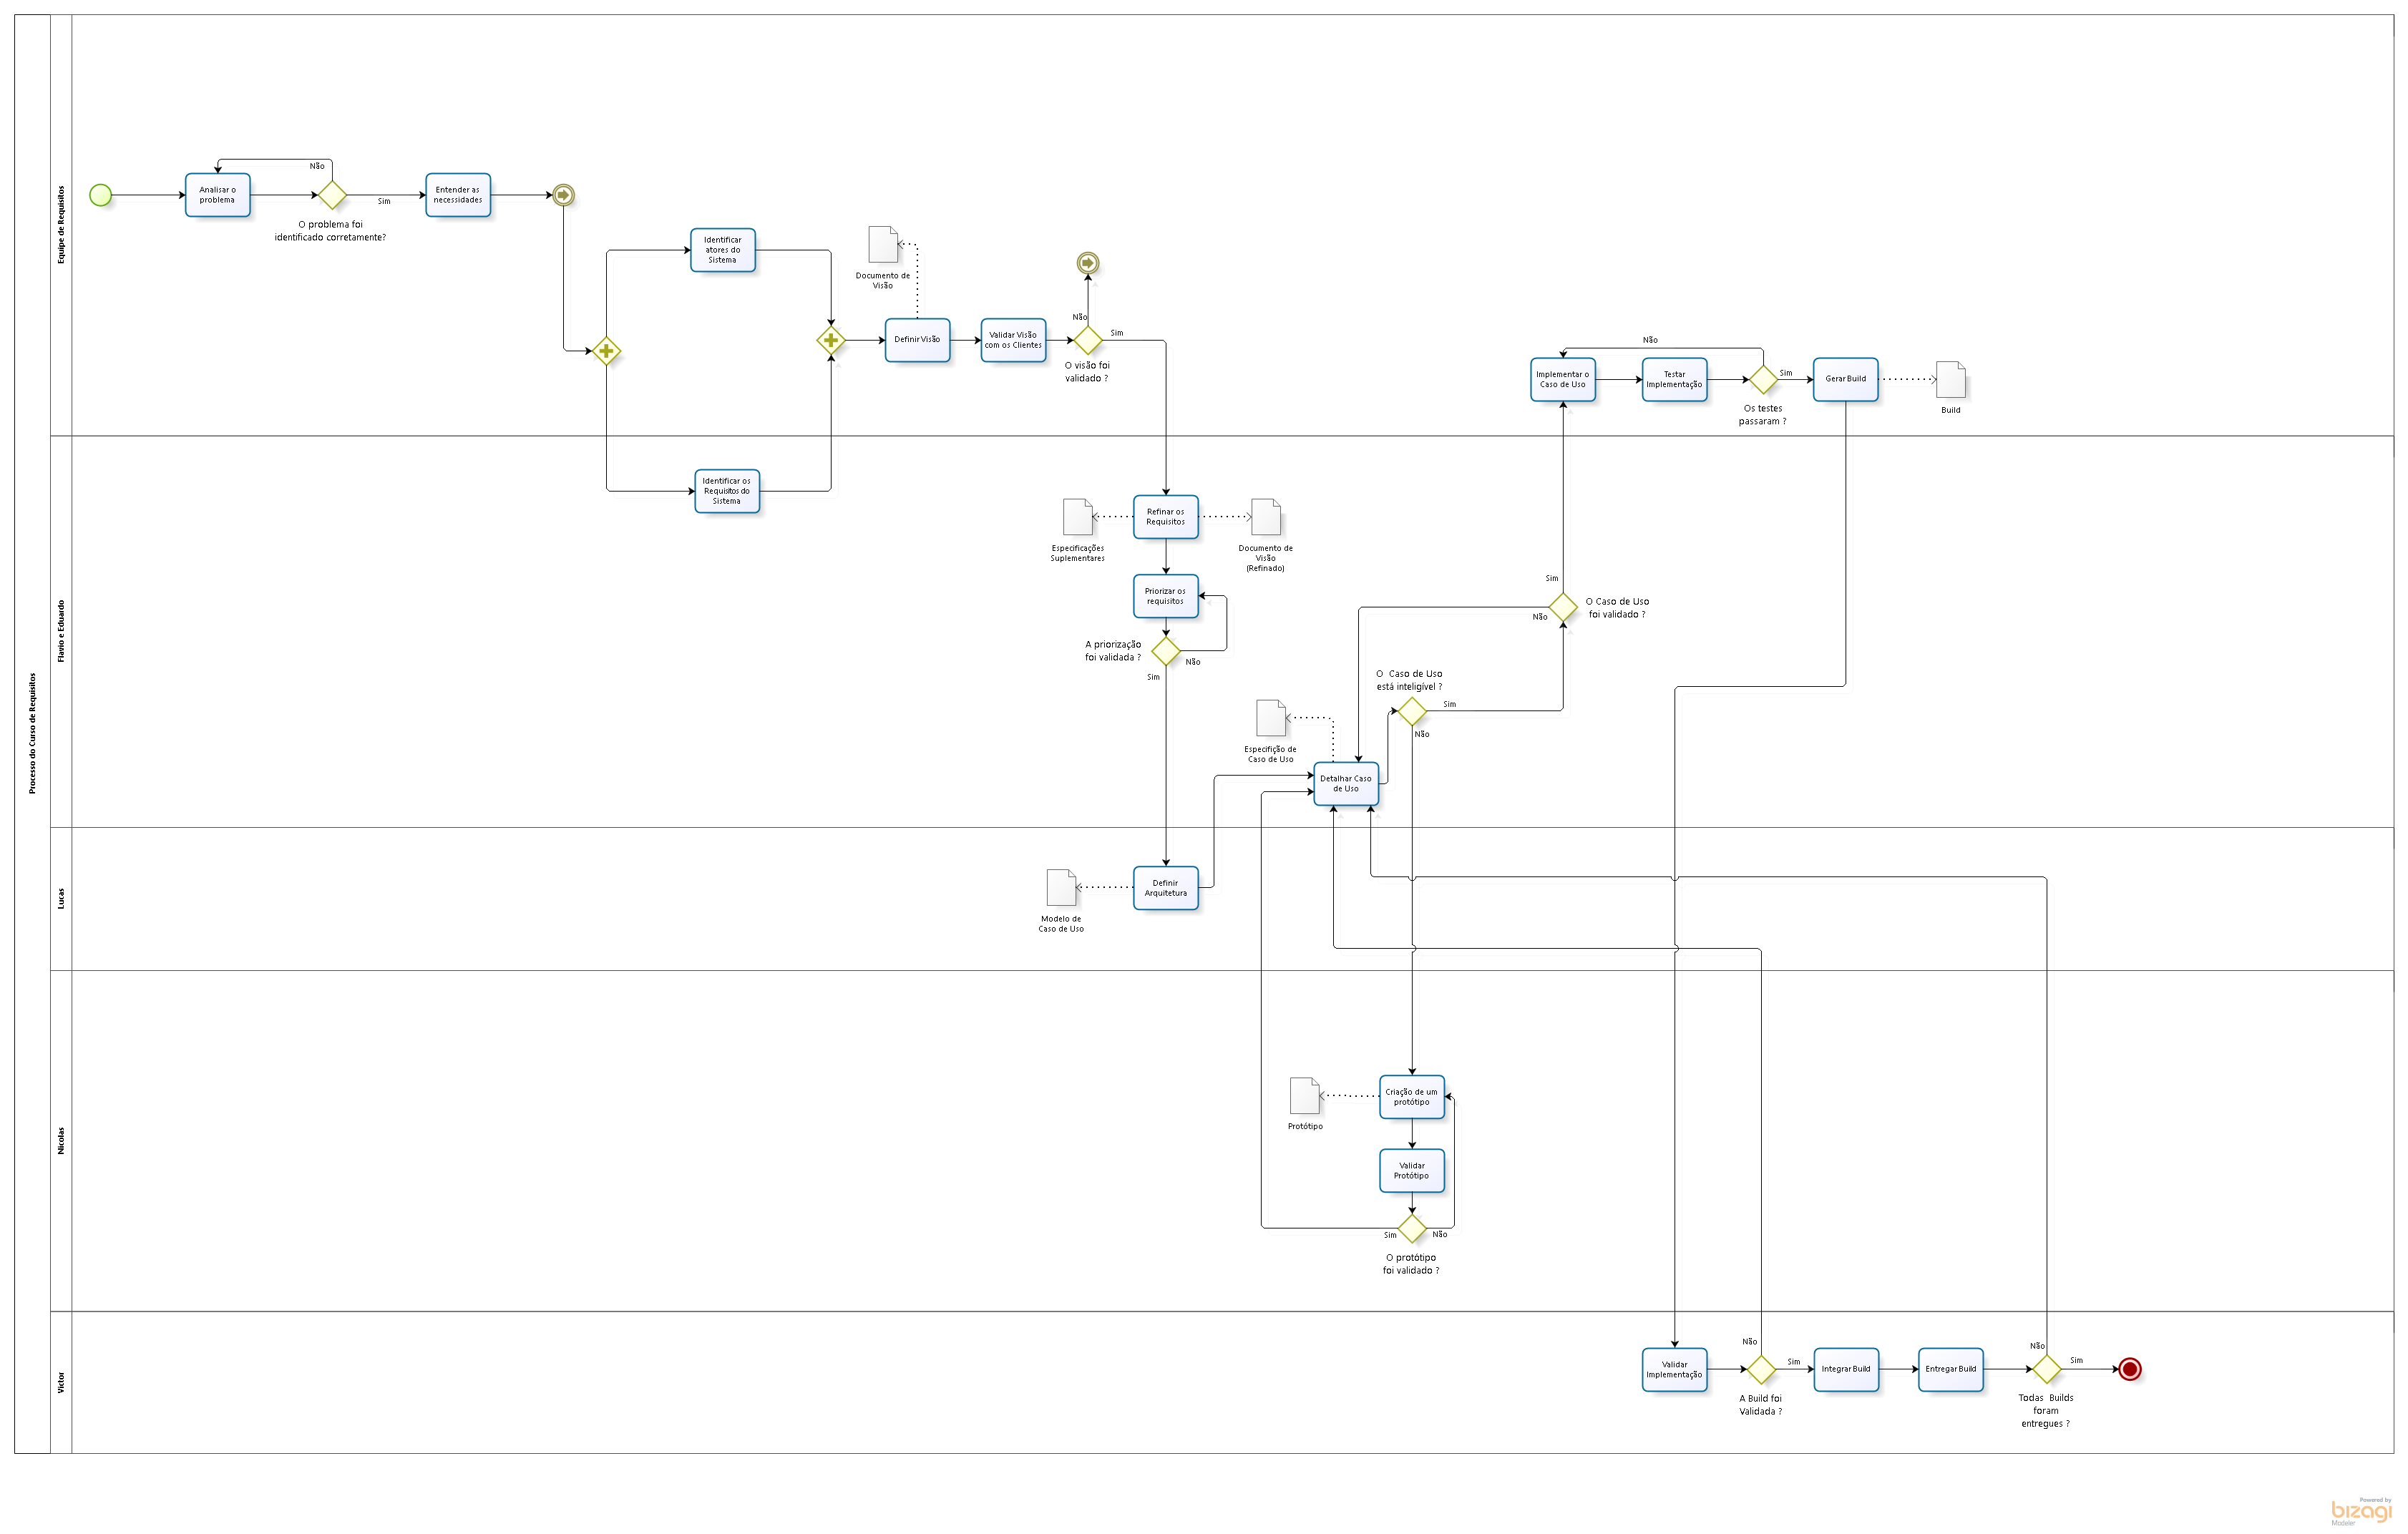 Processo do Curso de Requisitos
Equipe de Requisitos
Analisar o
problema
Não
O problema foi
identificado corretamente?
Sim
Entender as
necessidades
Identificar
atores do
Sistema
Documento de
Visão
Definir Visão
Validar Visão
com os Clientes
Não
Sim
O visão foi
validado ?
Não
Implementar o
Caso de Uso
Testar
Implementação
Sim
Os testes
passaram ?
Gerar Build
Build
Flavio e Eduardo
Identificar os
Requisitos do
Sistema
Especificações
Suplementares
Refinar os
Requisitos
Documento de
Visão
(Refinado)
Priorizar os
requisitos
A priorização
foi validada ?
Não
Sim
Sim
Não
O Caso de Uso
foi validado ?
O  Caso de Uso
está inteligível ?
Sim
Não
Especifição de
Caso de Uso
Detalhar Caso
de Uso
Lucas
Modelo de
Caso de Uso
Definir
Arquitetura
Nicolas
Protótipo
Criação de um
protótipo
Validar
Protótipo
Sim
Não
O protótipo
foi validado ?
Victor
Validar
Implementação
Não
Sim
A Build foi
Validada ?
Integrar Build
Entregar Build
Não
Sim
Todas  Builds
foram
entregues ?
Powered by
bizagi
Modeler